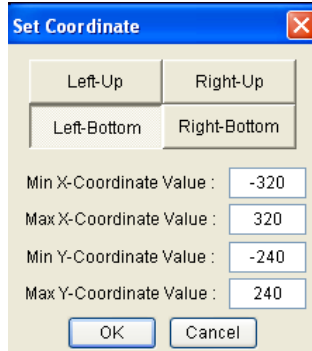 Set Coordinate
Left-Up Right-Up
Left-Bottom Right-Bottom
Min X-Coordinate Value : -320
Max X-Coordinate Value : 320
Min Y-Coordinate Value : -240
Max Y-Coordinate Value : 240
OK Cancel